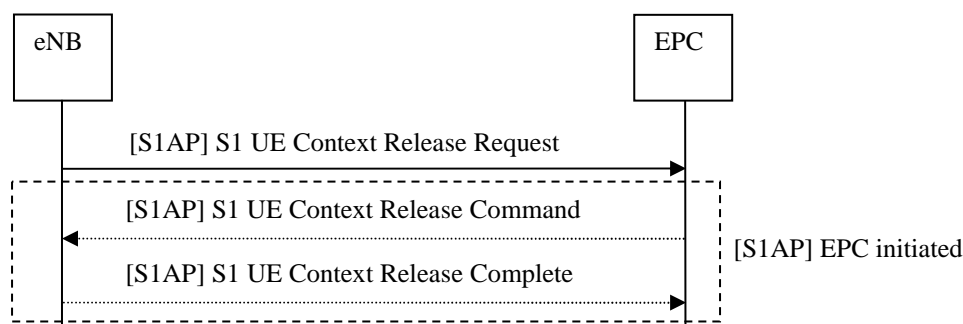 eNB
EPC
[S1AP] S1 UE Context Release Request
[S1AP] S1 UE Context Release Command
[S1AP] EPC initiated
[S1AP] S1 UE Context Release Complete